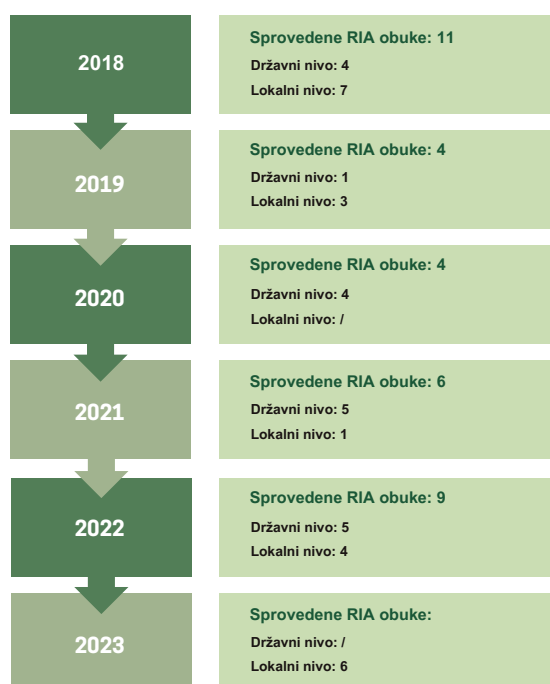 2018
Sprovedene RIA obuke: 11
Državni nivo: 4
Lokalni nivo: 7
2019
Sprovedene RIA obuke: 4
Državni nivo: 1
Lokalni nivo: 3
2020
Sprovedene RIA obuke: 4
Državni nivo: 4
Lokalni nivo: /
2021
Sprovedene RIA obuke: 6
Državni nivo: 5
Lokalni nivo: 1
2022
Sprovedene RIA obuke: 9
Državni nivo: 5
Lokalni nivo: 4
2023
Sprovedene RIA obuke:
Državni nivo: /
Lokalni nivo: 6